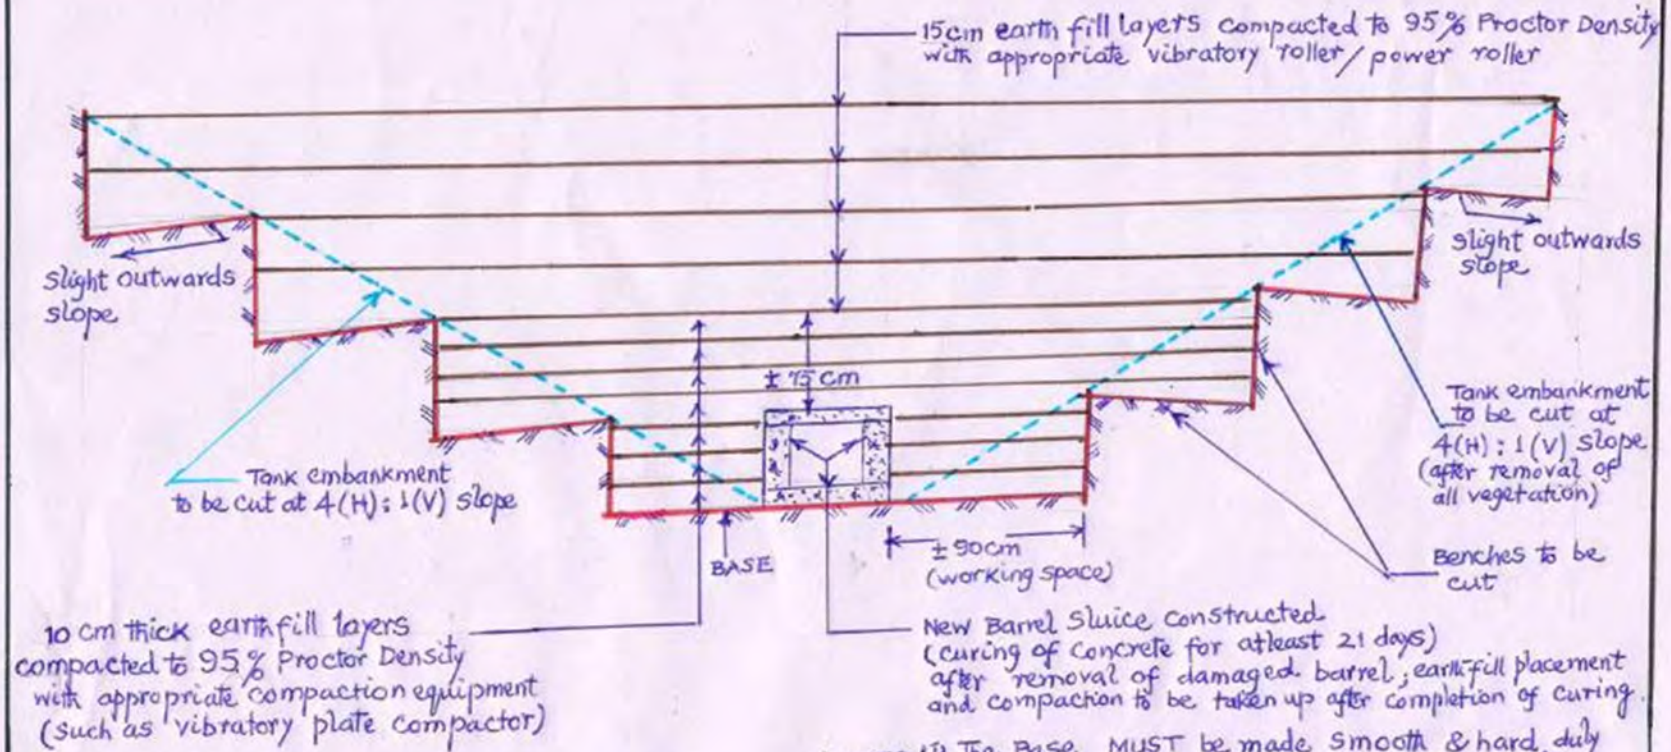 15cm earth fill layers compacted to 95% Proctor Density
with appropriate vibratory roller/power roller
Slight outwards
slope
Slight outwards
slope
± 75 cm
Tank embankment
to be cut at 4(H):1(V) slope
Tank embankment
to be cut at
4(H):1(V) slope
(after removal of
all vegetation)
BASE
± 90cm
(working space)
Benches to be
cut
10 cm thick earthfill layers
compacted to 95% Proctor Density
with appropriate compaction equipment
(such as vibratory plate compactor)
New Barrel Sluice constructed
(curing of concrete for atleast 21 days)
after removal of damaged barrel; earth-fill placement
and compaction to be taken up after completion of curing.
The Base MUST be made smooth & hard duly